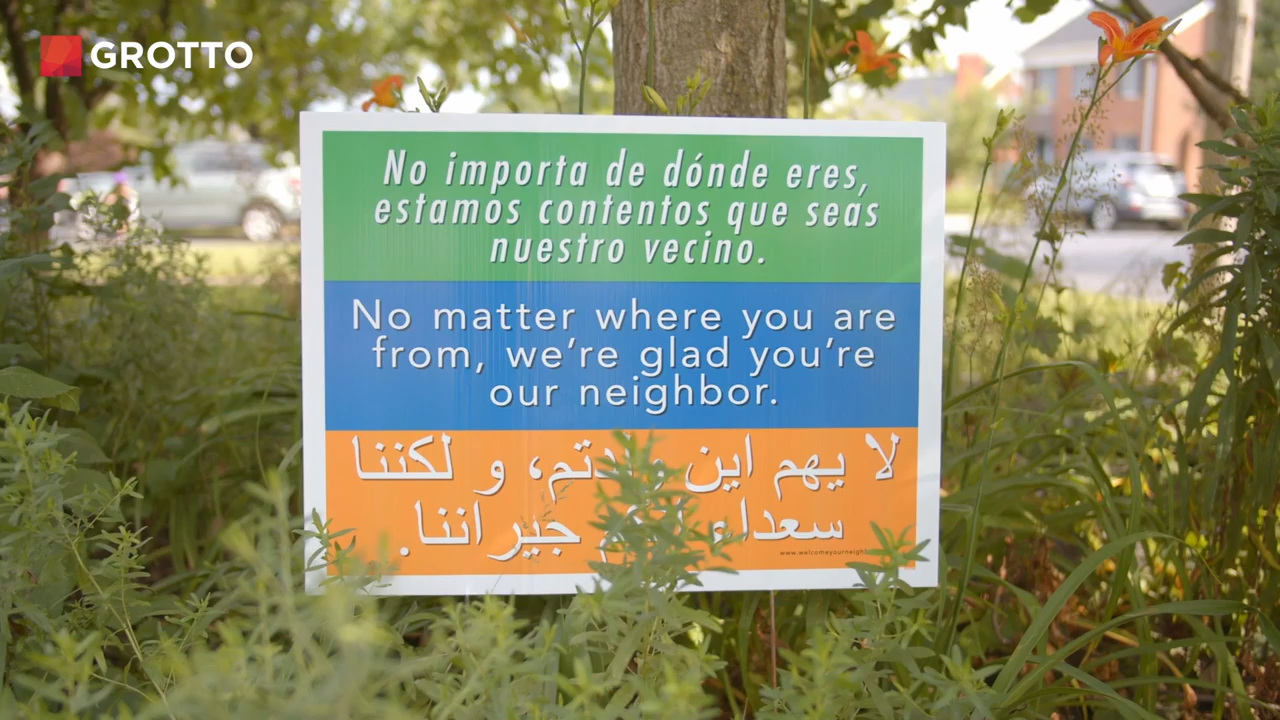 GROTTO
No importa de dónde eres,
estamos contentos que seas
nuestro vecino.
No matter where you are
from, we're glad you're
our neighbor.
لا يهم اين ، و لكننا
سعداء جيراننا.